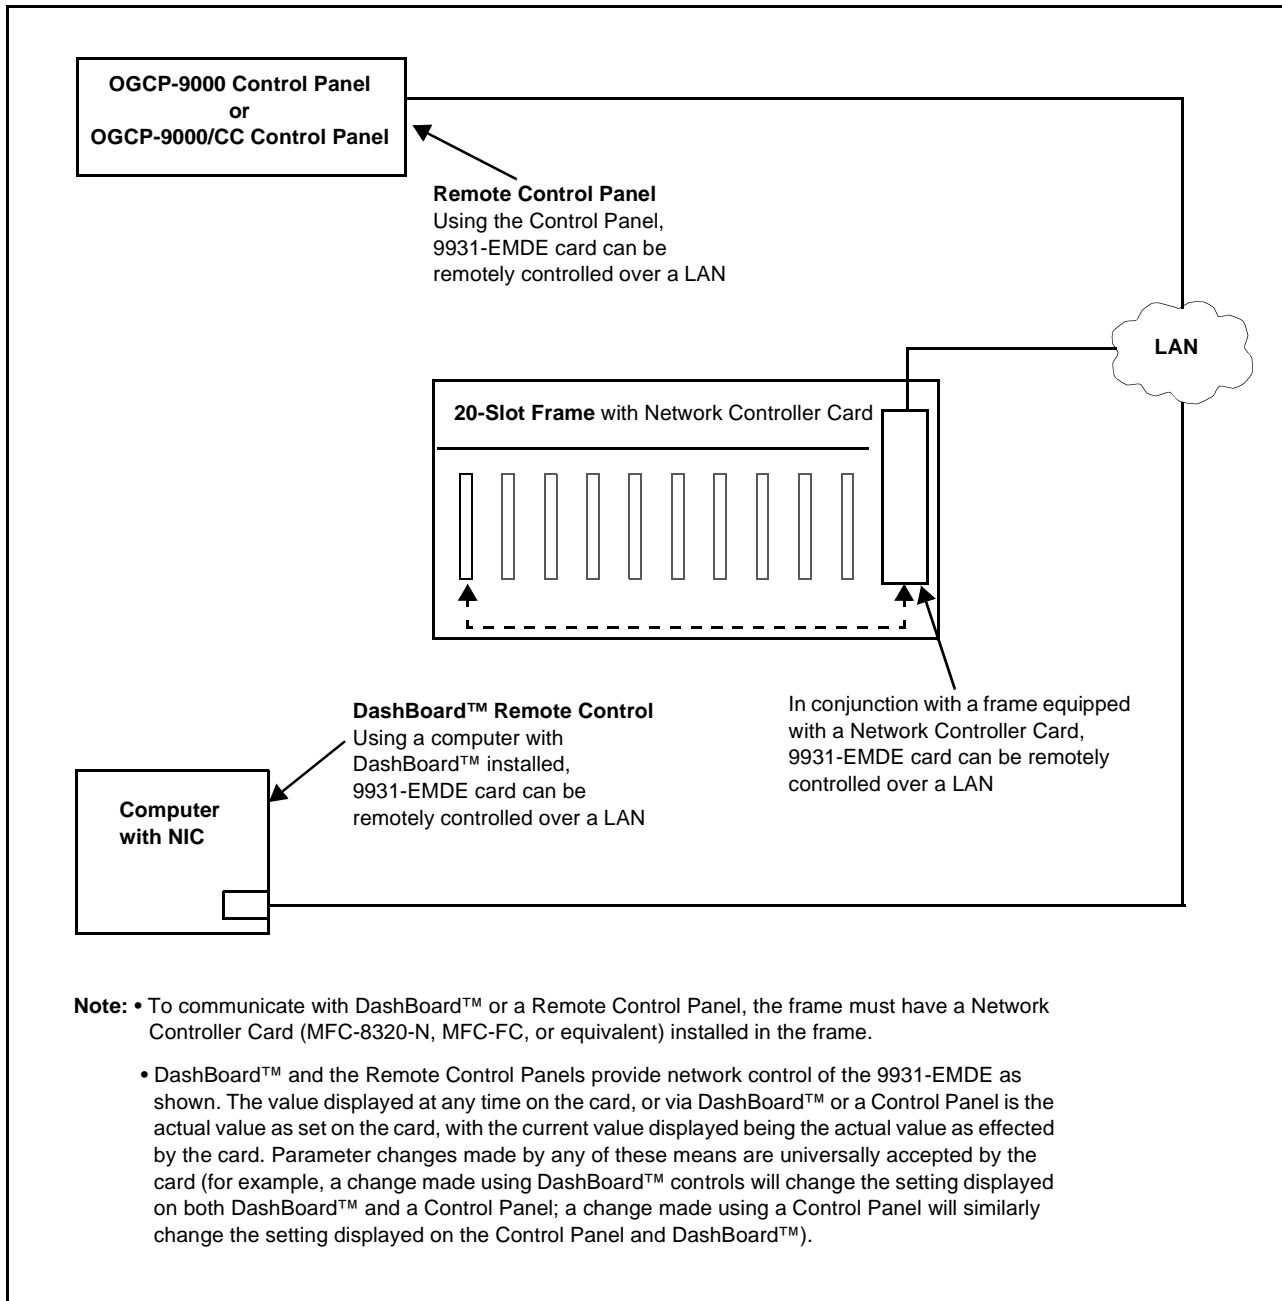 OGCP-9000 Control Panel
or
OGCP-9000/CC Control Panel
Remote Control Panel
Using the Control Panel,
9931-EMDE card can be
remotely controlled over a LAN
LAN
20-Slot Frame with Network Controller Card
DashBoard™ Remote Control
Using a computer with
DashBoard™ installed,
9931-EMDE card can be
remotely controlled over a LAN
In conjunction with a frame equipped
with a Network Controller Card,
9931-EMDE card can be remotely
controlled over a LAN
Computer
with NIC
Note: • To communicate with DashBoard™ or a Remote Control Panel, the frame must have a Network
Controller Card (MFC-8320-N, MFC-FC, or equivalent) installed in the frame.
• DashBoard™ and the Remote Control Panels provide network control of the 9931-EMDE as
shown. The value displayed at any time on the card, or via DashBoard™ or a Control Panel is the
actual value as set on the card, with the current value displayed being the actual value as effected
by the card. Parameter changes made by any of these means are universally accepted by the
card (for example, a change made using DashBoard™ controls will change the setting displayed
on both DashBoard™ and a Control Panel; a change made using a Control Panel will similarly
change the setting displayed on the Control Panel and DashBoard™).